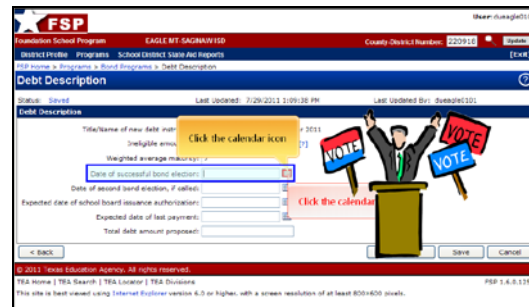 User: dueagle0101
FSP
Foundation School Program EAGLE MT-SAGINAW ISD County-District Number: 220918 Update
District Profile Programs School District State Aid Reports [Exit]
FSP Home > Programs > Bond Programs > Debt Description
Debt Description
Status: Saved Last Updated: 7/29/2011 1:09:38 PM Last Updated By: dueagle0101
Debt Description
Title/Name of new debt 2011
Ineligible [?]
Click the calendar icon
Weighted average maturity:
Date of successful bond election:
Date of second bond election, if called:
Click the calendar
Expected date of school board issuance authorization:
Expected date of last payment:
Total debt amount proposed:
VOTE
VOTE
VOTE
< Back Save Cancel
© 2011 Texas Education Agency. All rights reserved.
TEA Home | TEA Search | TEA Locator | TEA Divisions FSP 1.6.0.
This site is best viewed using Internet Explorer version 6.0 or higher, with a screen resolution of at least 800×600 pixels.